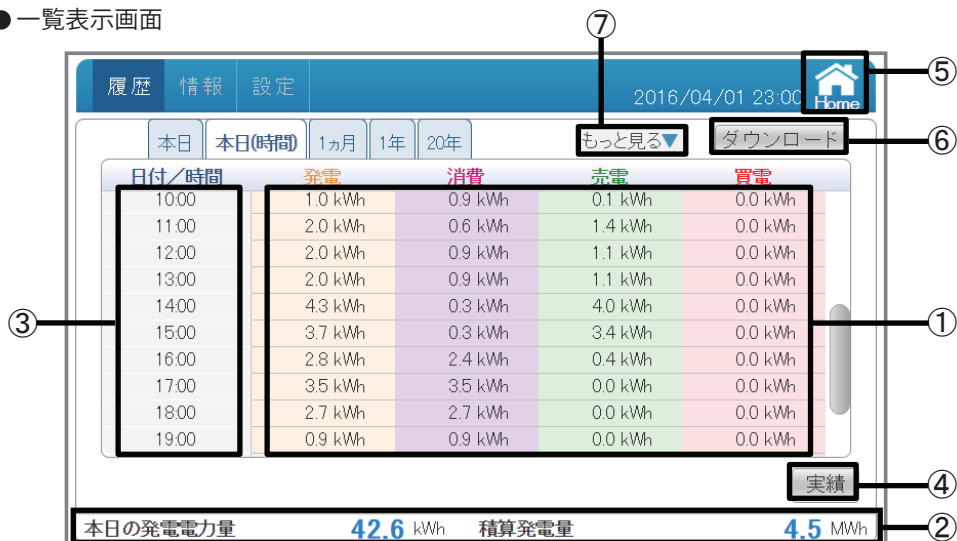 ● 一覧表示画面
⑦
履歴 情報 設定 2016/04/01 23:00 Home ⑤
本日 本日(時間) 1ヵ月 1年 20年 もっと見る▼ ダウンロード ⑥
日付／時間 発電 消費 売電 買電
10:00 1.0 kWh 0.9 kWh 0.1 kWh 0.0 kWh
11:00 2.0 kWh 0.6 kWh 1.4 kWh 0.0 kWh
12:00 2.0 kWh 0.9 kWh 1.1 kWh 0.0 kWh
13:00 2.0 kWh 0.9 kWh 1.1 kWh 0.0 kWh
14:00 4.3 kWh 0.3 kWh 4.0 kWh 0.0 kWh
③ 15:00 3.7 kWh 0.3 kWh 3.4 kWh 0.0 kWh ①
16:00 2.8 kWh 2.4 kWh 0.4 kWh 0.0 kWh
17:00 3.5 kWh 3.5 kWh 0.0 kWh 0.0 kWh
18:00 2.7 kWh 2.7 kWh 0.0 kWh 0.0 kWh
19:00 0.9 kWh 0.9 kWh 0.0 kWh 0.0 kWh
実績 ④
本日の発電電力量 42.6 kWh 積算発電量 4.5 MWh ②